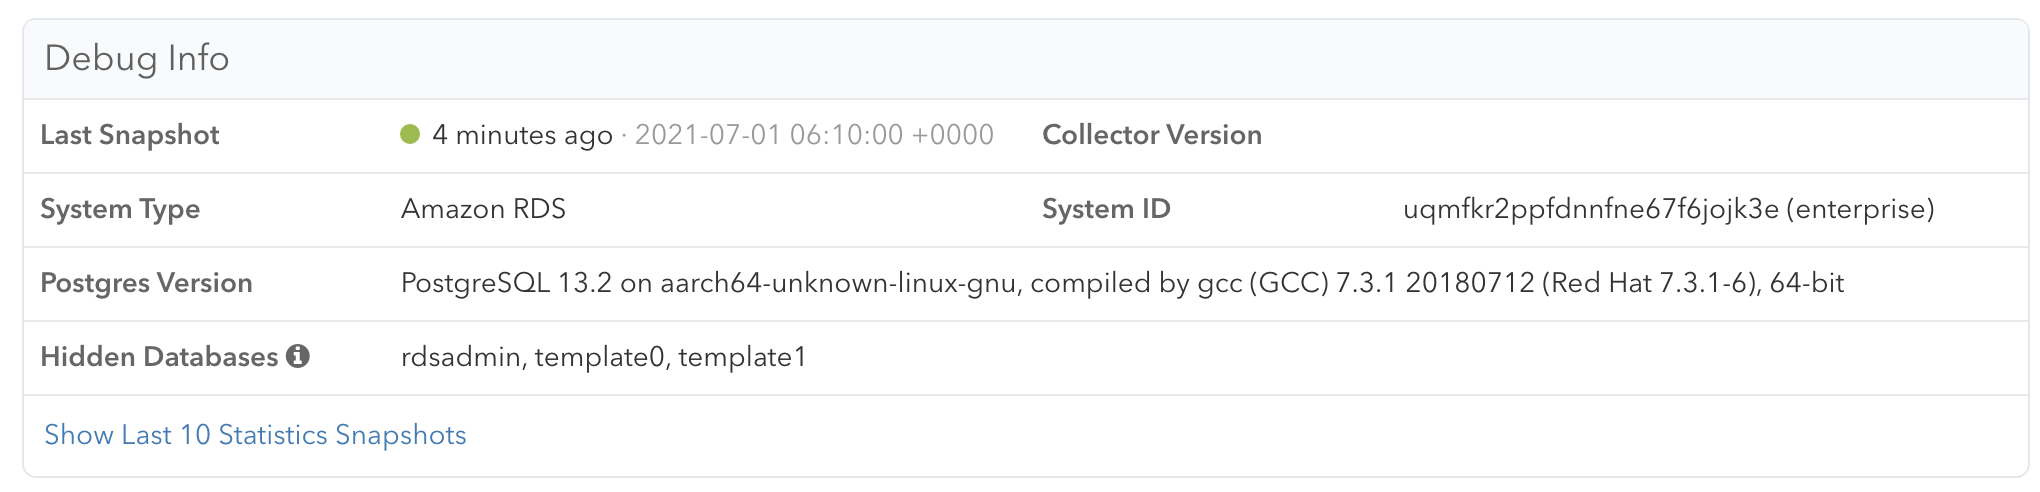 Debug Info
Last Snapshot 4 minutes ago · 2021-07-01 06:10:00 +0000 Collector Version
System Type Amazon RDS System ID uqmfkr2ppfdnnfne67f6jojk3e (enterprise)
Postgres Version PostgreSQL 13.2 on aarch64-unknown-linux-gnu, compiled by gcc (GCC) 7.3.1 20180712 (Red Hat 7.3.1-6), 64-bit
Hidden Databases rdsadmin, template0, template1
Show Last 10 Statistics Snapshots